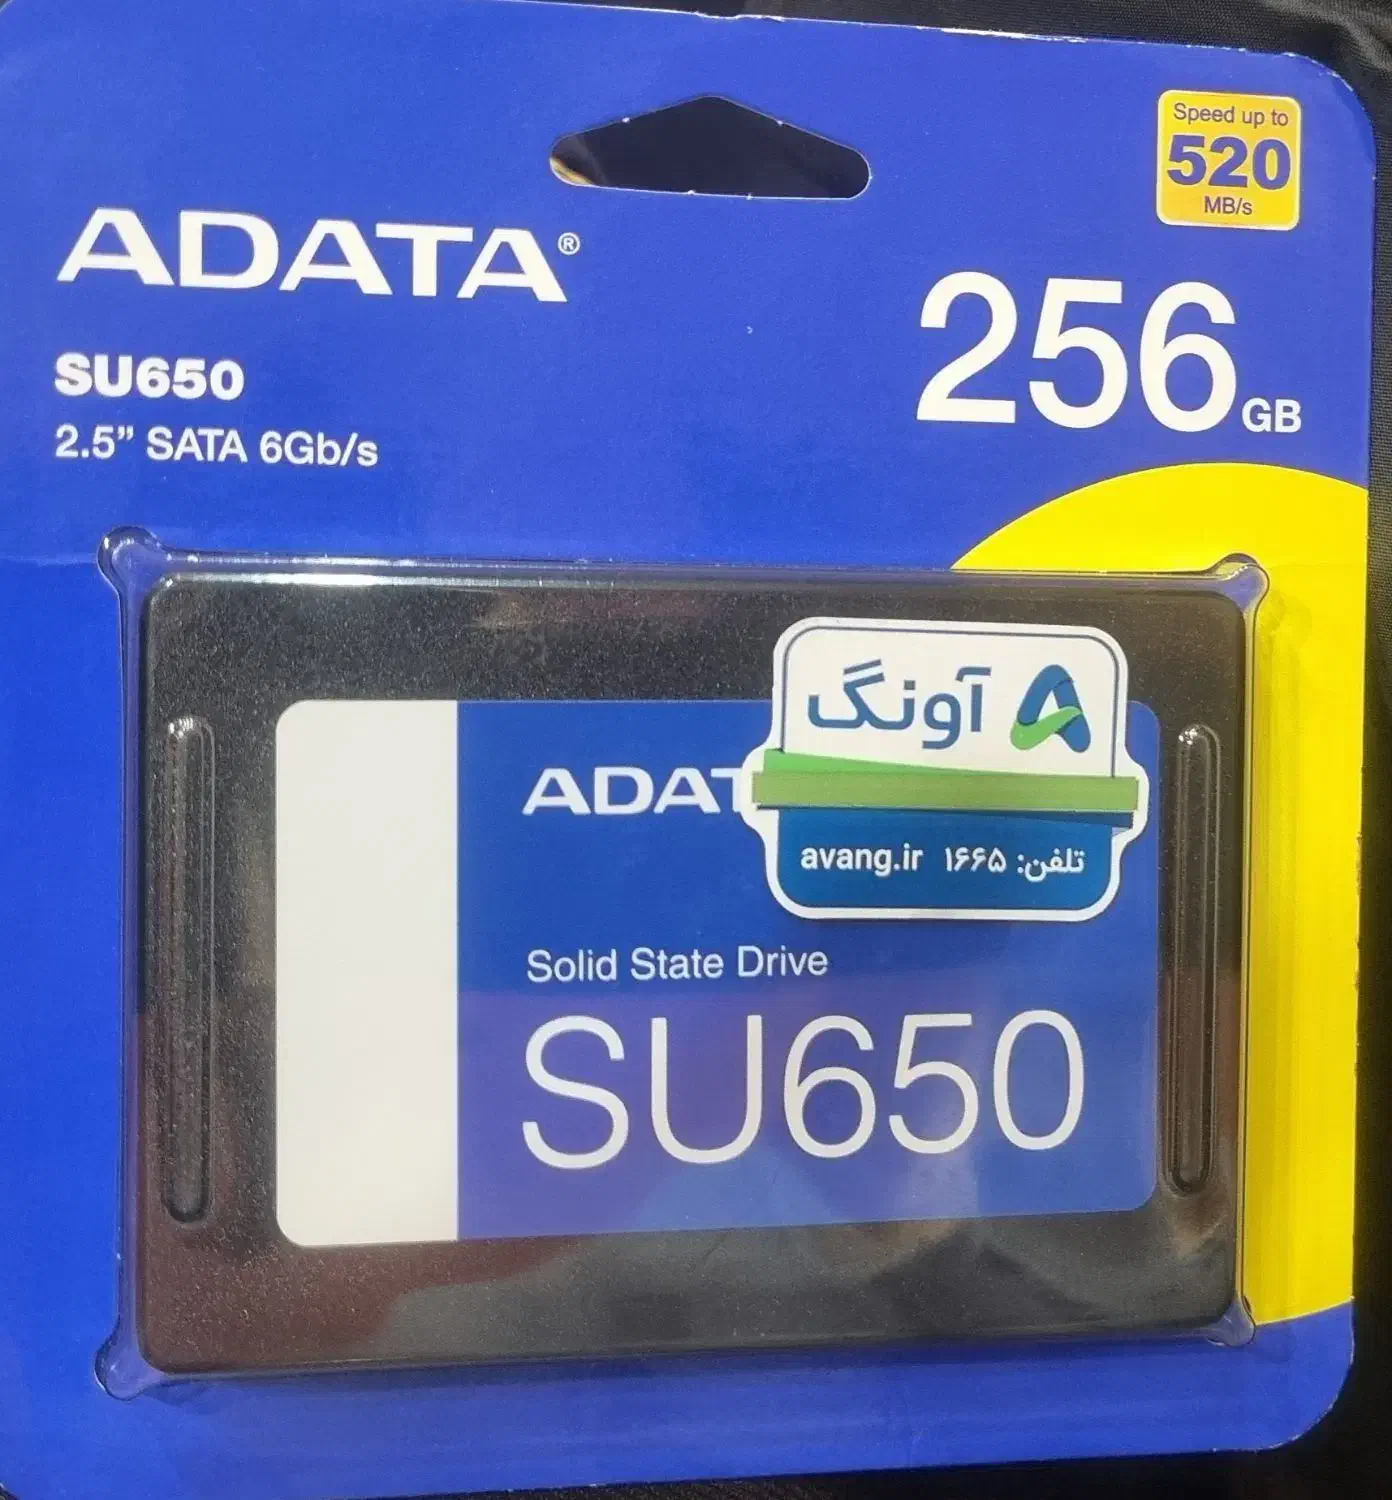 Speed up to
520
MB/s
ADATA®
256GB
SU650
2.5” SATA 6Gb/s
آونگ
ADAT
تلفن: ۱۶۶۵ avang.ir
Solid State Drive
SU650